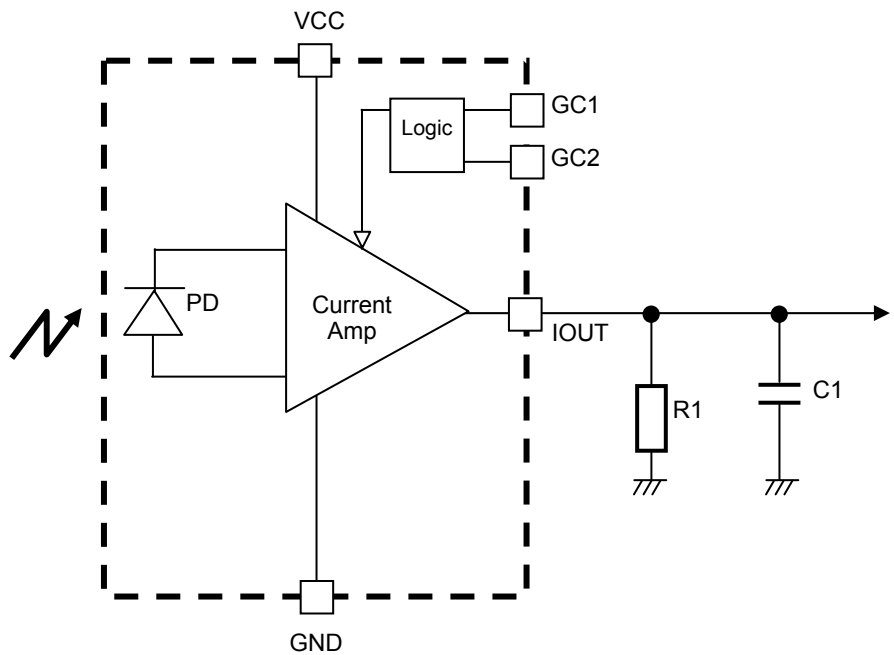 VCC
GC1
Logic
GC2
PD
Current
Amp
IOUT
R1
C1
GND